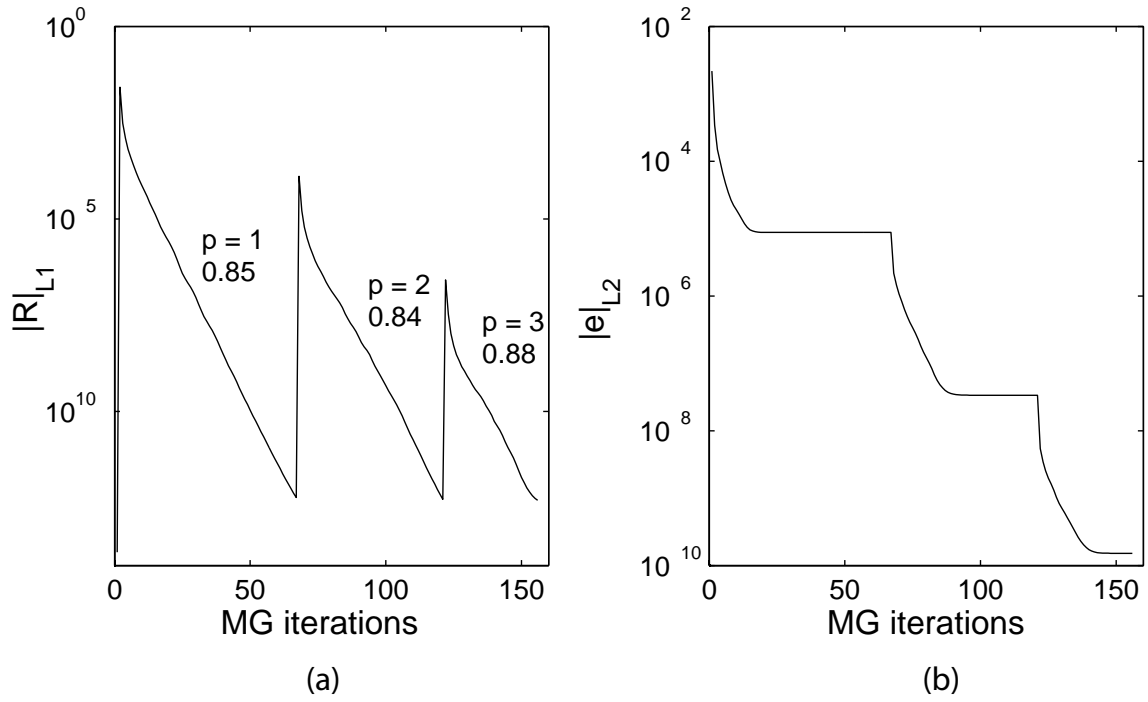 10^0
10^5
10^10
|R|_L1
p = 1
0.85
p = 2
0.84
p = 3
0.88
0 50 100 150
MG iterations
(a)
10^2
10^4
10^6
10^8
10^10
|e|_L2
0 50 100 150
MG iterations
(b)